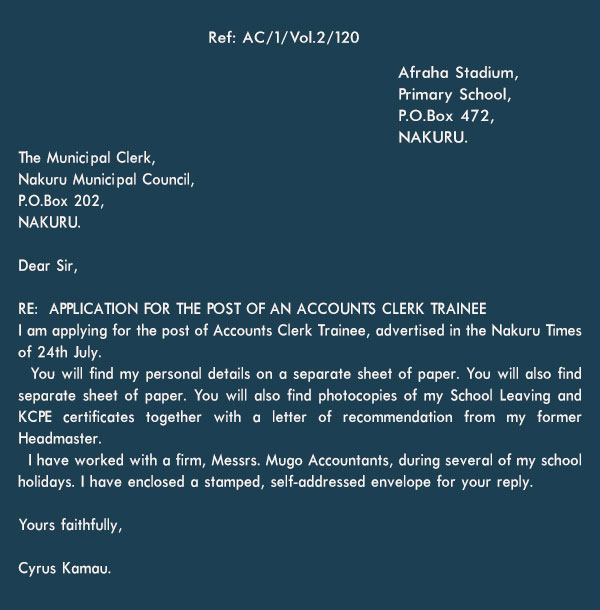 Ref: AC/1/Vol.2/120
Afraha Stadium,
Primary School,
P.O.Box 472,
NAKURU.
The Municipal Clerk,
Nakuru Municipal Council,
P.O.Box 202,
NAKURU.
Dear Sir,
RE: APPLICATION FOR THE POST OF AN ACCOUNTS CLERK TRAINEE
I am applying for the post of Accounts Clerk Trainee, advertised in the Nakuru Times
of 24th July.
You will find my personal details on a separate sheet of paper. You will also find
separate sheet of paper. You will also find photocopies of my School Leaving and
KCPE certificates together with a letter of recommendation from my former
Headmaster.
I have worked with a firm, Messrs. Mugo Accountants, during several of my school
holidays. I have enclosed a stamped, self-addressed envelope for your reply.
Yours faithfully,
Cyrus Kamau.